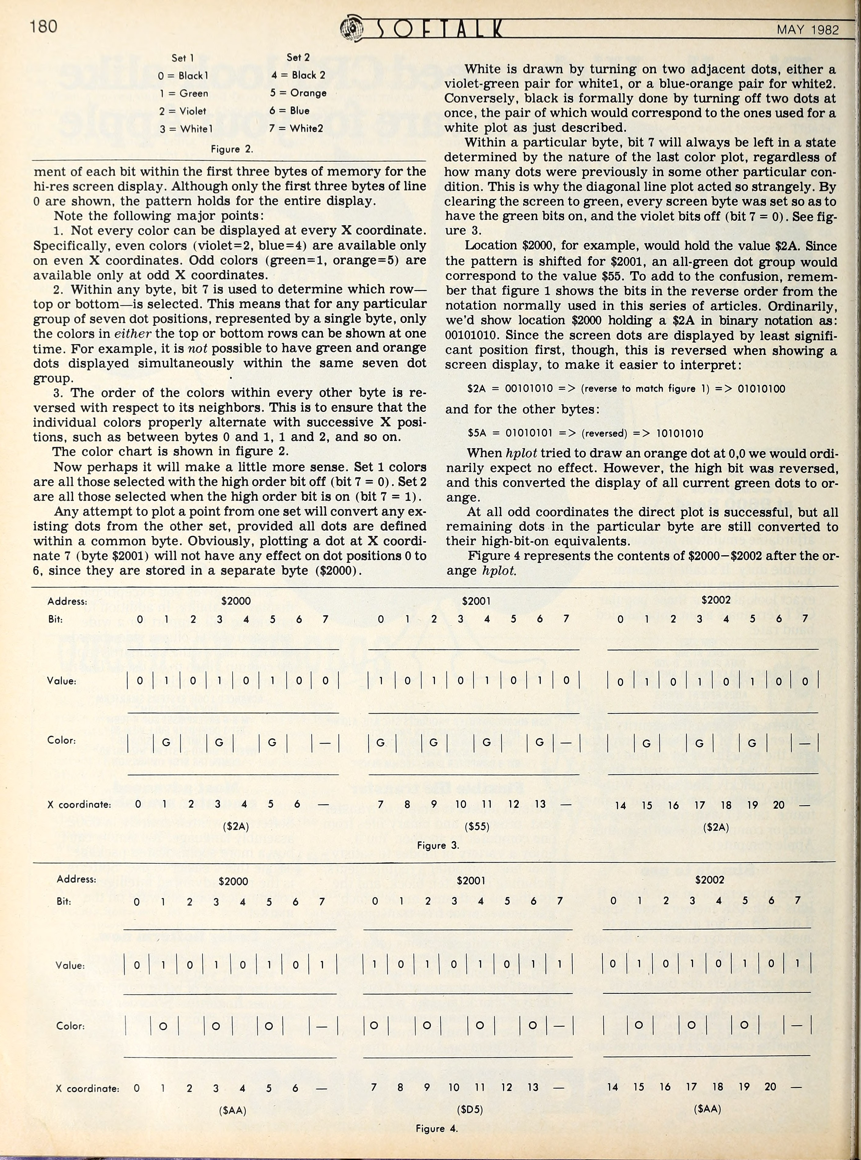 180
SOFTALK
MAY 1982
Set 1 Set 2
0 = Black1 4 = Black 2
1 = Green 5 = Orange
2 = Violet 6 = Blue
3 = White1 7 = White2
Figure 2.
ment of each bit within the first three bytes of memory for the
hi-res screen display. Although only the first three bytes of line
0 are shown, the pattern holds for the entire display.
Note the following major points:
1. Not every color can be displayed at every X coordinate.
Specifically, even colors (violet=2, blue=4) are available only
on even X coordinates. Odd colors (green=1, orange=5) are
available only at odd X coordinates.
2. Within any byte, bit 7 is used to determine which row—
top or bottom—is selected. This means that for any particular
group of seven dot positions, represented by a single byte, only
the colors in either the top or bottom rows can be shown at one
time. For example, it is not possible to have green and orange
dots displayed simultaneously within the same seven dot
group.
3. The order of the colors within every other byte is re-
versed with respect to its neighbors. This is to ensure that the
individual colors properly alternate with successive X posi-
tions, such as between bytes 0 and 1, 1 and 2, and so on.
The color chart is shown in figure 2.
Now perhaps it will make a little more sense. Set 1 colors
are all those selected with the high order bit off (bit 7 = 0). Set 2
are all those selected when the high order bit is on (bit 7 = 1).
Any attempt to plot a point from one set will convert any ex-
isting dots from the other set, provided all dots are defined
within a common byte. Obviously, plotting a dot at X coordi-
nate 7 (byte $2001) will not have any effect on dot positions 0 to
6, since they are stored in a separate byte ($2000).
White is drawn by turning on two adjacent dots, either a
violet-green pair for white1, or a blue-orange pair for white2.
Conversely, black is formally done by turning off two dots at
once, the pair of which would correspond to the ones used for a
white plot as just described.
Within a particular byte, bit 7 will always be left in a state
determined by the nature of the last color plot, regardless of
how many dots were previously in some other particular con-
dition. This is why the diagonal line plot acted so strangely. By
clearing the screen to green, every screen byte was set so as to
have the green bits on, and the violet bits off (bit 7 = 0). See fig-
ure 3.
Location $2000, for example, would hold the value $2A. Since
the pattern is shifted for $2001, an all-green dot group would
correspond to the value $55. To add to the confusion, remem-
ber that figure 1 shows the bits in the reverse order from the
notation normally used in this series of articles. Ordinarily,
we'd show location $2000 holding a $2A in binary notation as:
00101010. Since the screen dots are displayed by least signifi-
cant position first, though, this is reversed when showing a
screen display, to make it easier to interpret:
$2A = 00101010 => (reverse to match figure 1) => 01010100
and for the other bytes:
$5A = 01010101 => (reversed) => 10101010
When hplot tried to draw an orange dot at 0,0 we would ordi-
narily expect no effect. However, the high bit was reversed,
and this converted the display of all current green dots to or-
ange.
At all odd coordinates the direct plot is successful, but all
remaining dots in the particular byte are still converted to
their high-bit-on equivalents.
Figure 4 represents the contents of $2000—$2002 after the or-
ange hplot.
Address: $2000 $2001 $2002
Bit: 0 1 2 3 4 5 6 7 0 1 2 3 4 5 6 7 0 1 2 3 4 5 6 7
Value: | 0 | 1 | 0 | 1 | 0 | 1 | 0 | 0 | | 1 | 0 | 1 | 0 | 1 | 0 | 1 | 0 | | 0 | 1 | 0 | 1 | 0 | 1 | 0 | 0 |
Color: | | G | | G | | G | | — | | G | | G | | G | | G | — | | | G | | G | | G | | — |
X coordinate: 0 1 2 3 4 5 6 — 7 8 9 10 11 12 13 — 14 15 16 17 18 19 20 —
($2A) ($55) ($2A)
Figure 3.
Address: $2000 $2001 $2002
Bit: 0 1 2 3 4 5 6 7 0 1 2 3 4 5 6 7 0 1 2 3 4 5 6 7
Value: | 0 | 1 | 0 | 1 | 0 | 1 | 0 | 1 | | 1 | 0 | 1 | 0 | 1 | 0 | 1 | 1 | | 0 | 1 | 0 | 1 | 0 | 1 | 0 | 1 |
Color: | | O | | O | | O | | — | | O | | O | | O | | O | — | | | O | | O | | O | | — |
X coordinate: 0 1 2 3 4 5 6 — 7 8 9 10 11 12 13 — 14 15 16 17 18 19 20 —
($AA) ($D5) ($AA)
Figure 4.